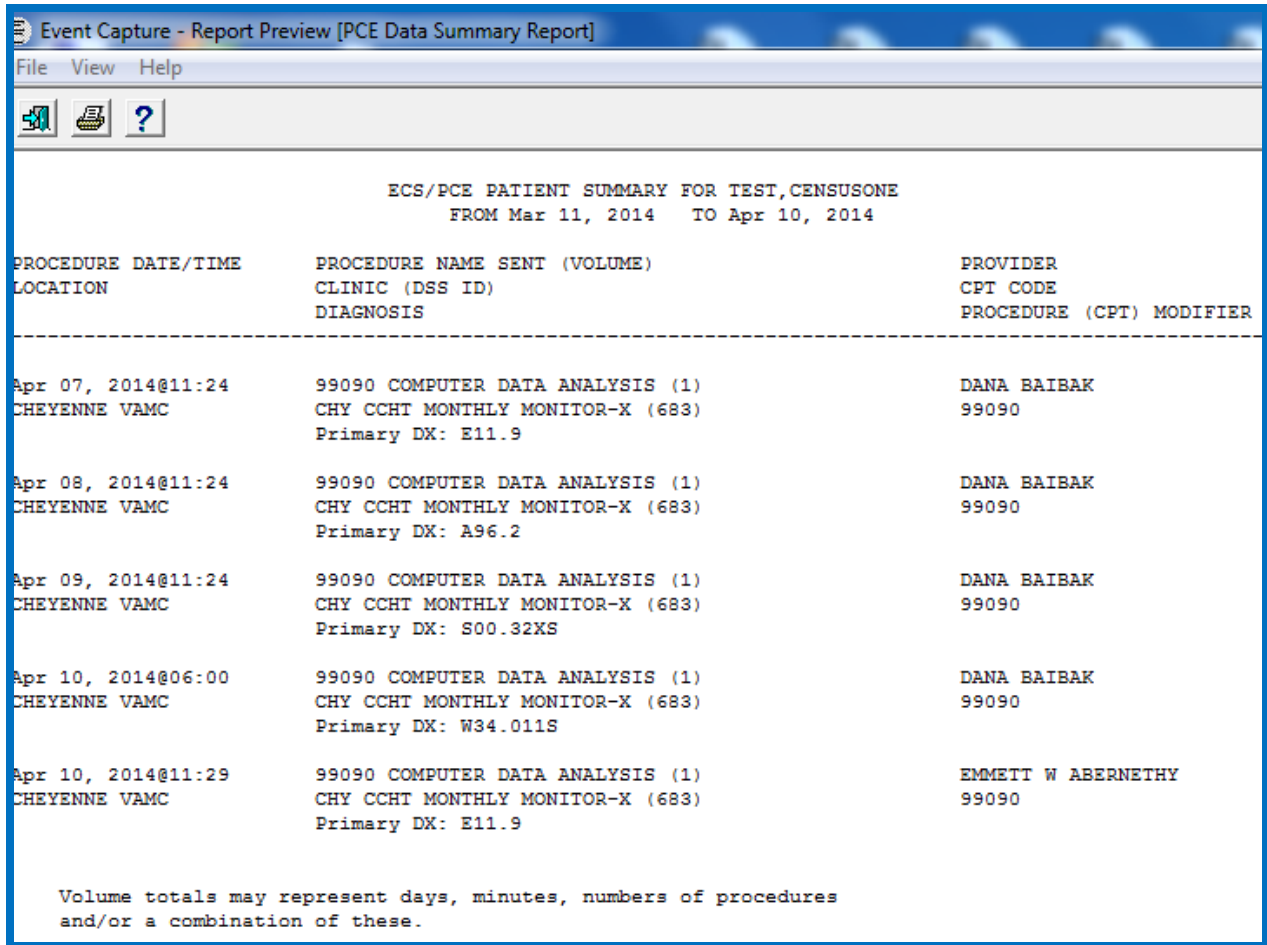 Event Capture - Report Preview [PCE Data Summary Report]
File View Help
?
ECS/PCE PATIENT SUMMARY FOR TEST,CENSUSONE
FROM Mar 11, 2014 TO Apr 10, 2014
PROCEDURE DATE/TIME PROCEDURE NAME SENT (VOLUME) PROVIDER
LOCATION CLINIC (DSS ID) CPT CODE
DIAGNOSIS PROCEDURE (CPT) MODIFIER
Apr 07, 2014@11:24 99090 COMPUTER DATA ANALYSIS (1) DANA BAIBAK
CHEYENNE VAMC CHY CCHT MONTHLY MONITOR-X (683) 99090
Primary DX: E11.9
Apr 08, 2014@11:24 99090 COMPUTER DATA ANALYSIS (1) DANA BAIBAK
CHEYENNE VAMC CHY CCHT MONTHLY MONITOR-X (683) 99090
Primary DX: A96.2
Apr 09, 2014@11:24 99090 COMPUTER DATA ANALYSIS (1) DANA BAIBAK
CHEYENNE VAMC CHY CCHT MONTHLY MONITOR-X (683) 99090
Primary DX: S00.32XS
Apr 10, 2014@06:00 99090 COMPUTER DATA ANALYSIS (1) DANA BAIBAK
CHEYENNE VAMC CHY CCHT MONTHLY MONITOR-X (683) 99090
Primary DX: W34.011S
Apr 10, 2014@11:29 99090 COMPUTER DATA ANALYSIS (1) EMMETT W ABERNETHY
CHEYENNE VAMC CHY CCHT MONTHLY MONITOR-X (683) 99090
Primary DX: E11.9
Volume totals may represent days, minutes, numbers of procedures
and/or a combination of these.